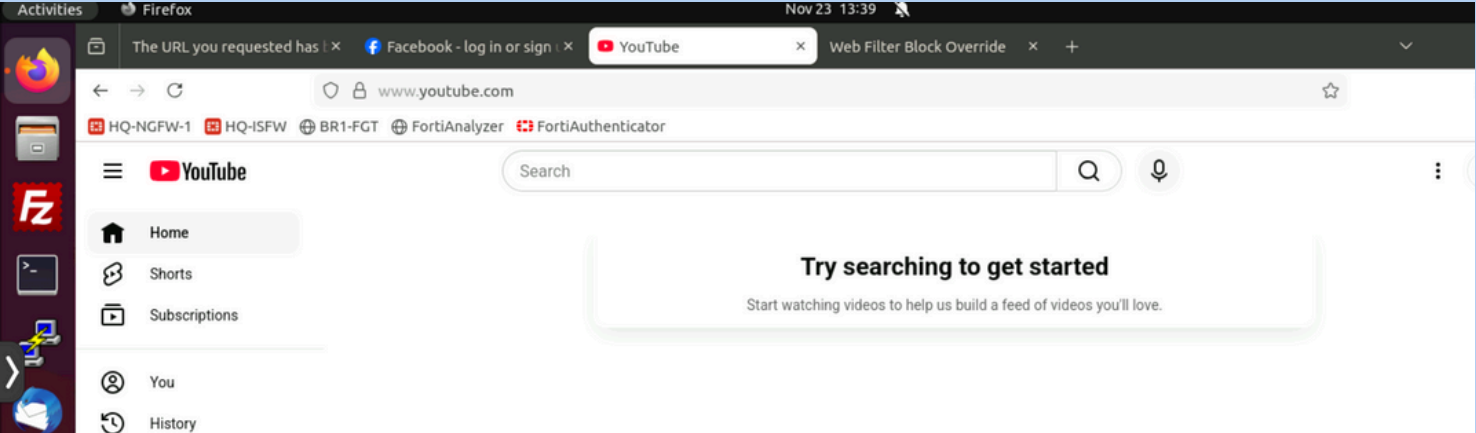 Activities Firefox Nov 23 13:39
The URL you requested has Facebook - log in or sign YouTube Web Filter Block Override
www.youtube.com
HQ-NGFW-1 HQ-ISFW BR1-FGT FortiAnalyzer FortiAuthenticator
YouTube Search
Home
Try searching to get started
Shorts
Start watching videos to help us build a feed of videos you'll love.
Subscriptions
You
History